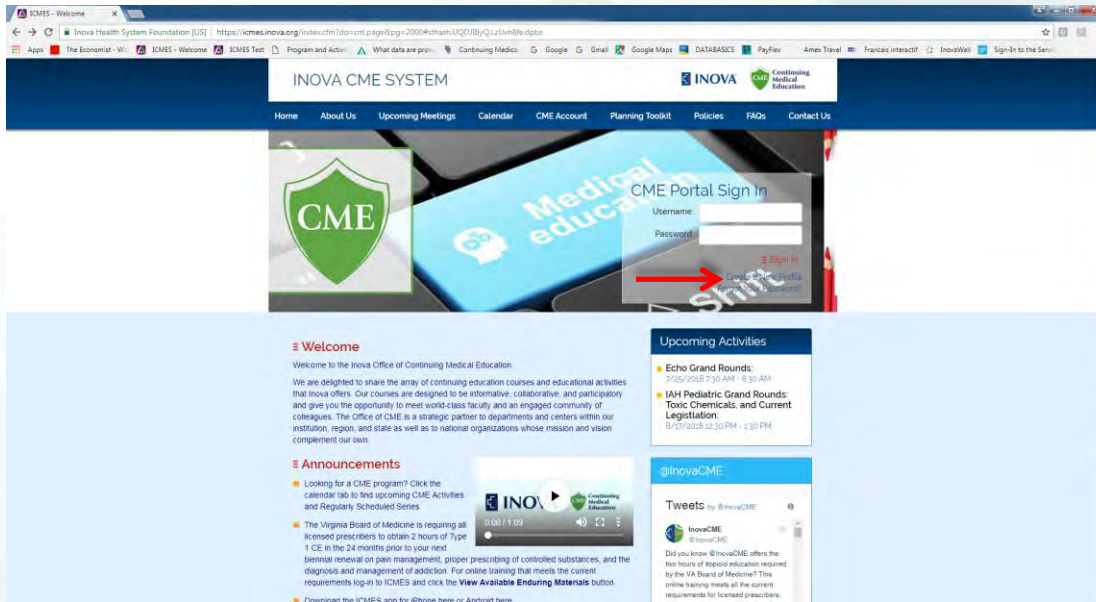 ICMES - Welcome
Inova Health System Foundation [US] | https://icmes.inova.org/
Apps The Economist - ICMES - Welcome ICMES Test Program and What data are Continuing Medica Google Gmail Google Maps DATABASICS PayFlex Amex Travel Francais interactif InovaWell Sign-In to the
INOVA CME SYSTEM
INOVA
CME Continuing
Medical
Education
Home About Us Upcoming Meetings Calendar CME Account Planning Toolkit Policies FAQs Contact Us
CME
Medical
education
Shift
CME Portal Sign In
Username
Password
Sign In
Create a New Profile
Forgot Your Password?
Welcome
Welcome to the Inova Office of Continuing Medical Education.
We are delighted to share the array of continuing education courses and educational activities
that Inova offers. Our courses are designed to be informative, collaborative, and participatory
and give you the opportunity to meet world-class faculty and an engaged community of
colleagues. The Office of CME is a strategic partner to departments and centers within our
institution, region, and state as well as to national organizations whose mission and vision
complement our own.
Announcements
Looking for a CME program? Click the
calendar tab to find upcoming CME Activities
and Regularly Scheduled Series
The Virginia Board of Medicine is requiring all
licensed prescribers to obtain 2 hours of Type
1 CE in the 24 months prior to your next
biennial renewal on pain management, proper prescribing of controlled substances, and the
diagnosis and management of addiction. For online training that meets the current
requirements log-in to ICMES and click the View Available Enduring Materials button.
Download the ICMES app for iPhone here or Android here
INOV
Continuing
Medical
Education
0:00 / 1:09
Upcoming Activities
Echo Grand Rounds:
7/25/2018 7:30 AM - 8:30 AM
IAH Pediatric Grand Rounds:
Toxic Chemicals, and Current
Legistlation:
8/17/2018 12:30 PM - 1:30 PM
@InovaCME
Tweets by @InovaCME
InovaCME
@InovaCME
Did you know @InovaCME offers the
two hours of #opioid education required
by the VA Board of Medicine? This
online training meets all the current
requirements for licensed prescribers.